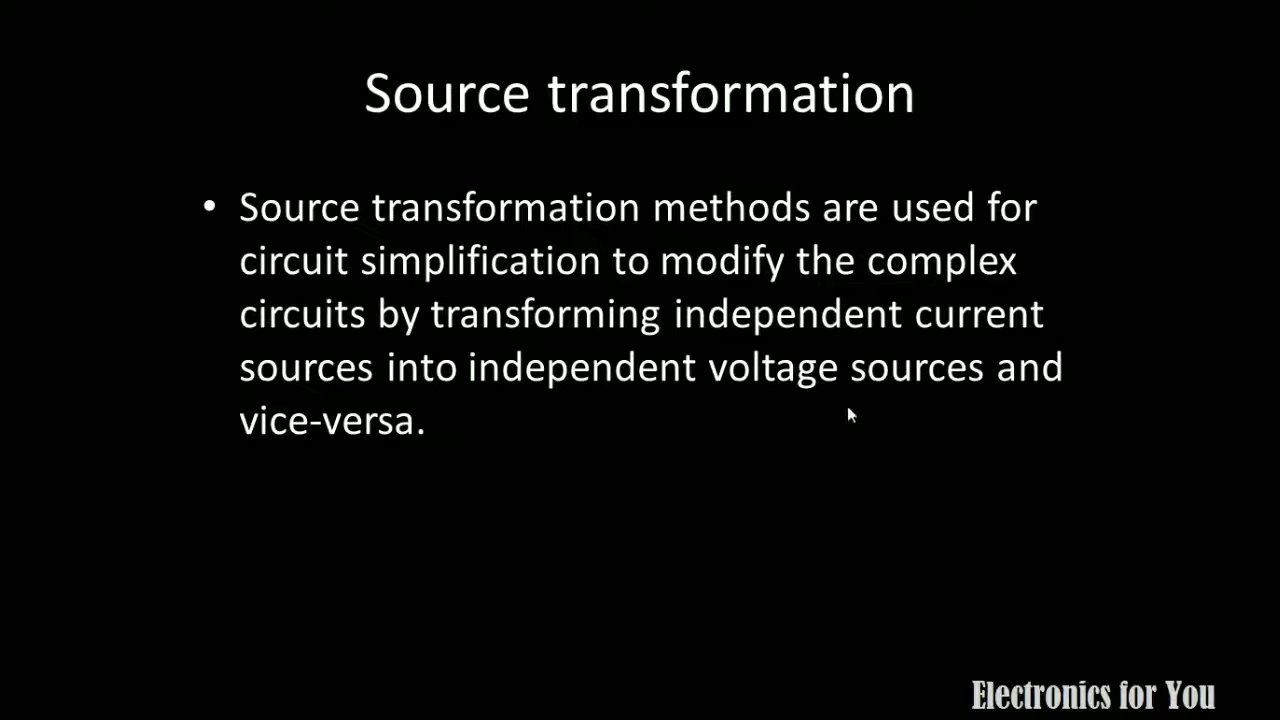 Source transformation
• Source transformation methods are used for
circuit simplification to modify the complex
circuits by transforming independent current
sources into independent voltage sources and
vice-versa.
Electronics for You